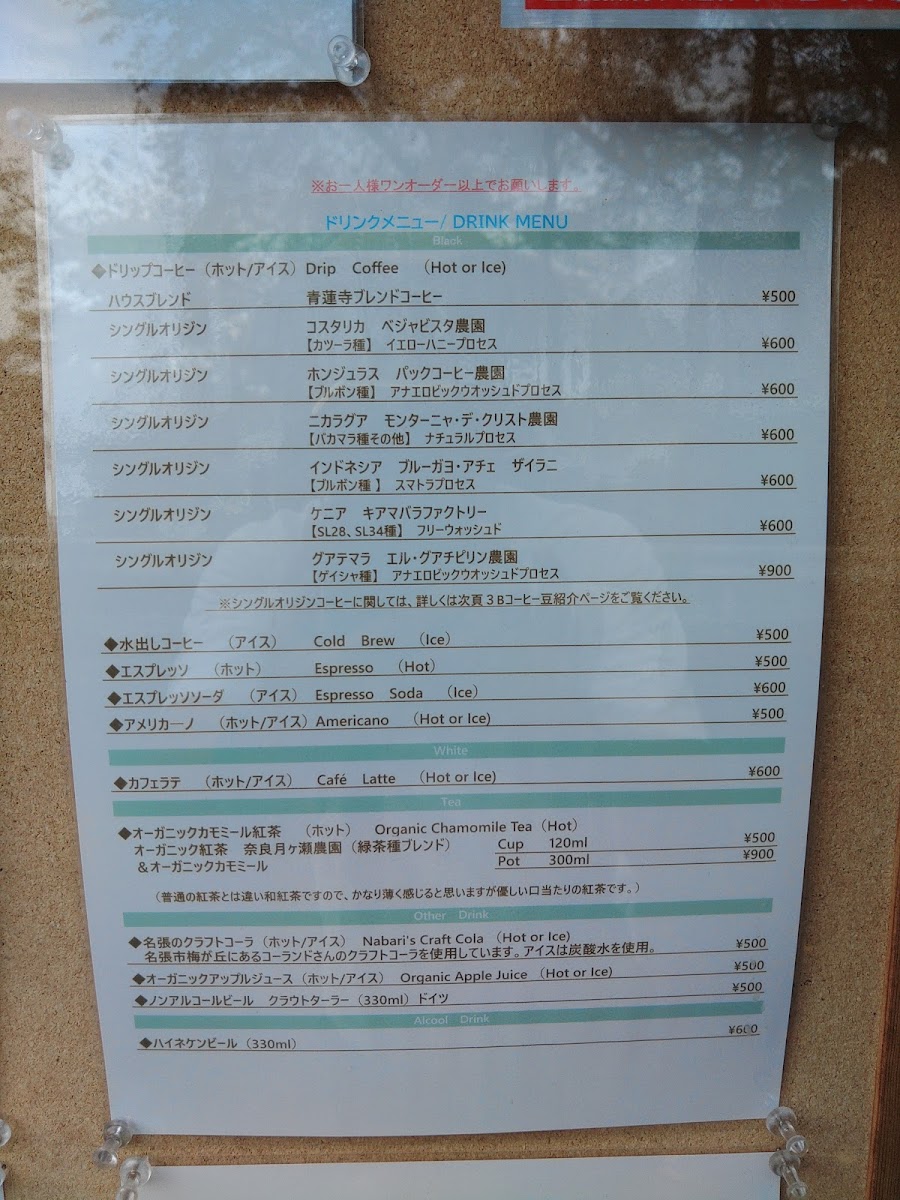 ※お一人様ワンオーダー以上でお願いします。
ドリンクメニュー/ DRINK MENU
Black
◆ドリップコーヒー（ホット/アイス） Drip Coffee （Hot or Ice）
ハウスブレンド 青蓮寺ブレンドコーヒー ¥500
シングルオリジン コスタリカ ベジャビスタ農園
【カツーラ種】 イエローハニープロセス ¥600
シングルオリジン ホンジュラス パックコーヒー農園
【ブルボン種】 アナエロビックウオッシュドプロセス ¥600
シングルオリジン ニカラグア モンターニャ・デ・クリスト農園
【パカマラ種その他】 ナチュラルプロセス ¥600
シングルオリジン インドネシア ブルーガヨ・アチェ ザイラニ
【ブルボン種 】 スマトラプロセス ¥600
シングルオリジン ケニア キアマバラファクトリー
【SL28、SL34種】 フリーウォッシュド ¥600
シングルオリジン グアテマラ エル・グアチピリン農園
【ゲイシャ種】 アナエロビックウオッシュドプロセス ¥900
※シングルオリジンコーヒーに関しては、詳しくは次頁３Bコーヒー豆紹介ページをご覧ください。
◆水出しコーヒー （アイス） Cold Brew （Ice） ¥500
◆エスプレッソ （ホット） Espresso （Hot） ¥500
◆エスプレッソソーダ （アイス） Espresso Soda （Ice） ¥600
◆アメリカーノ （ホット/アイス） Americano （Hot or Ice） ¥500
White
◆カフェラテ （ホット/アイス） Café Latte （Hot or Ice） ¥600
Tea
◆オーガニックカモミール紅茶 （ホット） Organic Chamomile Tea（Hot）
オーガニック紅茶 奈良月ヶ瀬農園（緑茶種ブレンド） Cup 120ml ¥500
＆オーガニックカモミール Pot 300ml ¥900
（普通の紅茶とは違い和紅茶ですので、かなり薄く感じると思いますが優しい口当たりの紅茶です。）
Other Drink
◆名張のクラフトコーラ（ホット/アイス） Nabari's Craft Cola （Hot or Ice）
名張市梅が丘にあるコーランドさんのクラフトコーラを使用しています。アイスは炭酸水を使用。 ¥500
◆オーガニックアップルジュース（ホット/アイス） Organic Apple Juice （Hot or Ice） ¥500
◆ノンアルコールビール クラウトターラー（330ml）ドイツ ¥500
Alcool Drink
◆ハイネケンビール（330ml） ¥600